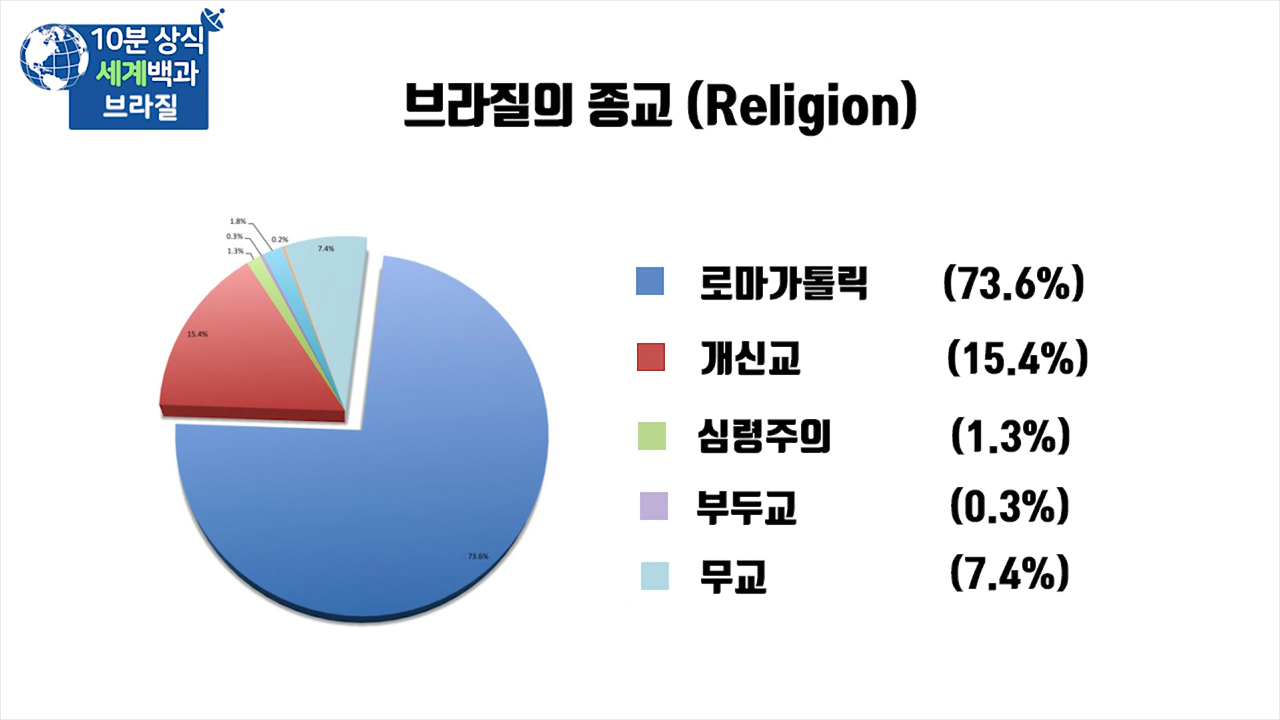 10분 상식
세계백과
브라질
브라질의 종교 (Religion)
1.8%
0.3%
0.2%
1.3%
7.4%
15.4%
73.6%
로마가톨릭 (73.6%)
개신교 (15.4%)
심령주의 (1.3%)
부두교 (0.3%)
무교 (7.4%)